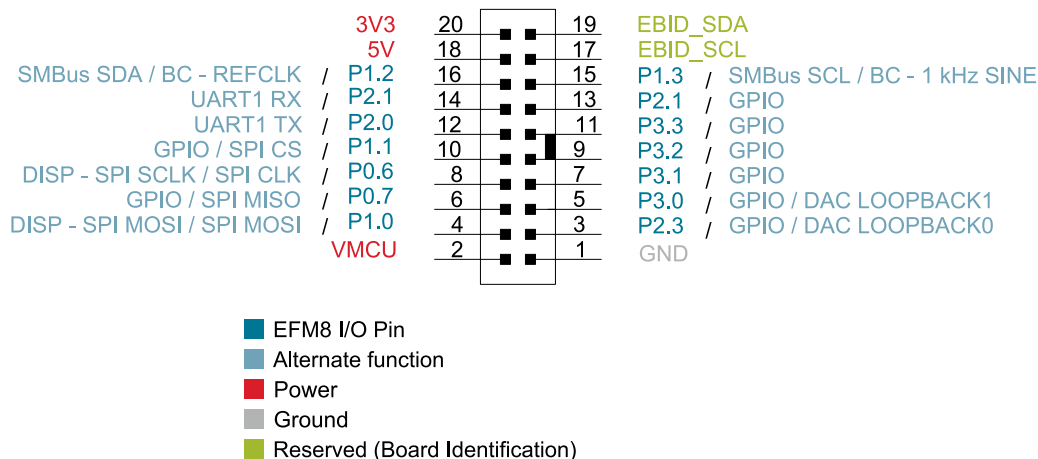 3V3 20 19 EBID_SDA
5V 18 17 EBID_SCL
SMBus SDA / BC - REFCLK / P1.2 16 15 P1.3 / SMBus SCL / BC - 1 kHz SINE
UART1 RX / P2.1 14 13 P2.1 / GPIO
UART1 TX / P2.0 12 11 P3.3 / GPIO
GPIO / SPI CS / P1.1 10 9 P3.2 / GPIO
DISP - SPI SCLK / SPI CLK / P0.6 8 7 P3.1 / GPIO
GPIO / SPI MISO / P0.7 6 5 P3.0 / GPIO / DAC LOOPBACK1
DISP - SPI MOSI / SPI MOSI / P1.0 4 3 P2.3 / GPIO / DAC LOOPBACK0
VMCU 2 1 GND
EFM8 I/O Pin
Alternate function
Power
Ground
Reserved (Board Identification)